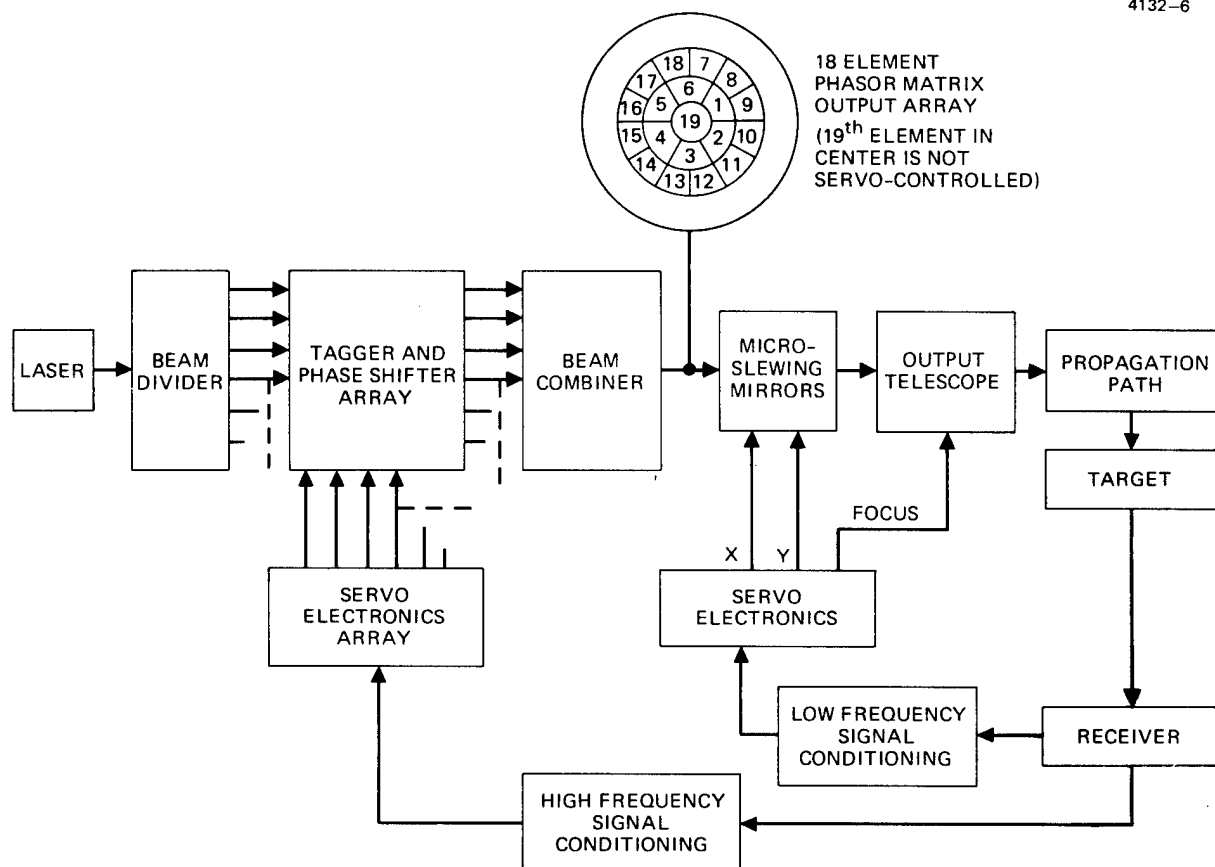 4132-6
18 ELEMENT
PHASOR MATRIX
OUTPUT ARRAY
(19th ELEMENT IN
CENTER IS NOT
SERVO-CONTROLLED)
18 7
17 6 8
16 5 1 9
19
15 4 2 10
14 3 11
13 12
LASER
BEAM
DIVIDER
TAGGER AND
PHASE SHIFTER
ARRAY
BEAM
COMBINER
MICRO-
SLEWING
MIRRORS
OUTPUT
TELESCOPE
PROPAGATION
PATH
TARGET
FOCUS
X Y
SERVO
ELECTRONICS
ARRAY
SERVO
ELECTRONICS
LOW FREQUENCY
SIGNAL
CONDITIONING
RECEIVER
HIGH FREQUENCY
SIGNAL
CONDITIONING